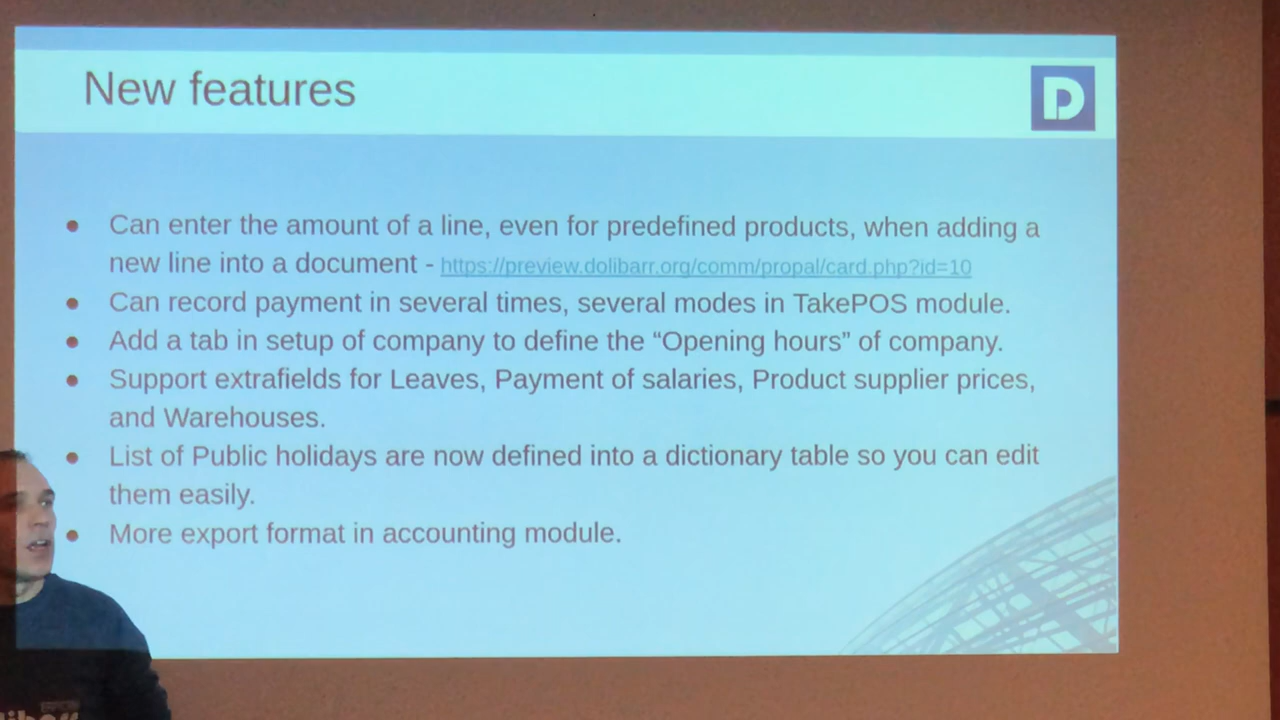 New features
D
● Can enter the amount of a line, even for predefined products, when adding a
new line into a document - https://preview.dolibarr.org/comm/propal/card.php?id=10
● Can record payment in several times, several modes in TakePOS module.
● Add a tab in setup of company to define the “Opening hours” of company.
● Support extrafields for Leaves, Payment of salaries, Product supplier prices,
and Warehouses.
● List of Public holidays are now defined into a dictionary table so you can edit
them easily.
● More export format in accounting module.